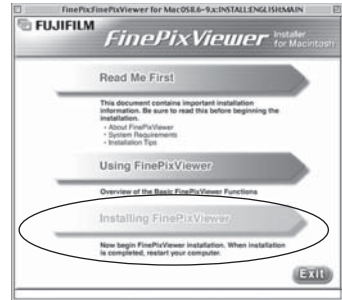 FinePixViewer for MacOS8.6-9.x:INSTALL:ENGLISH:MAIN
FUJIFILM
FinePixViewer Installer
for Macintosh
Read Me First
This document contains important installation
information. Be sure to read this before beginning the
installation.
- About FinePixViewer
- System Requirements
- Installation Tips
Using FinePixViewer
Overview of the Basic FinePixViewer Functions
Installing FinePixViewer
Now begin FinePixViewer installation. When installation
is completed, restart your computer.
Exit